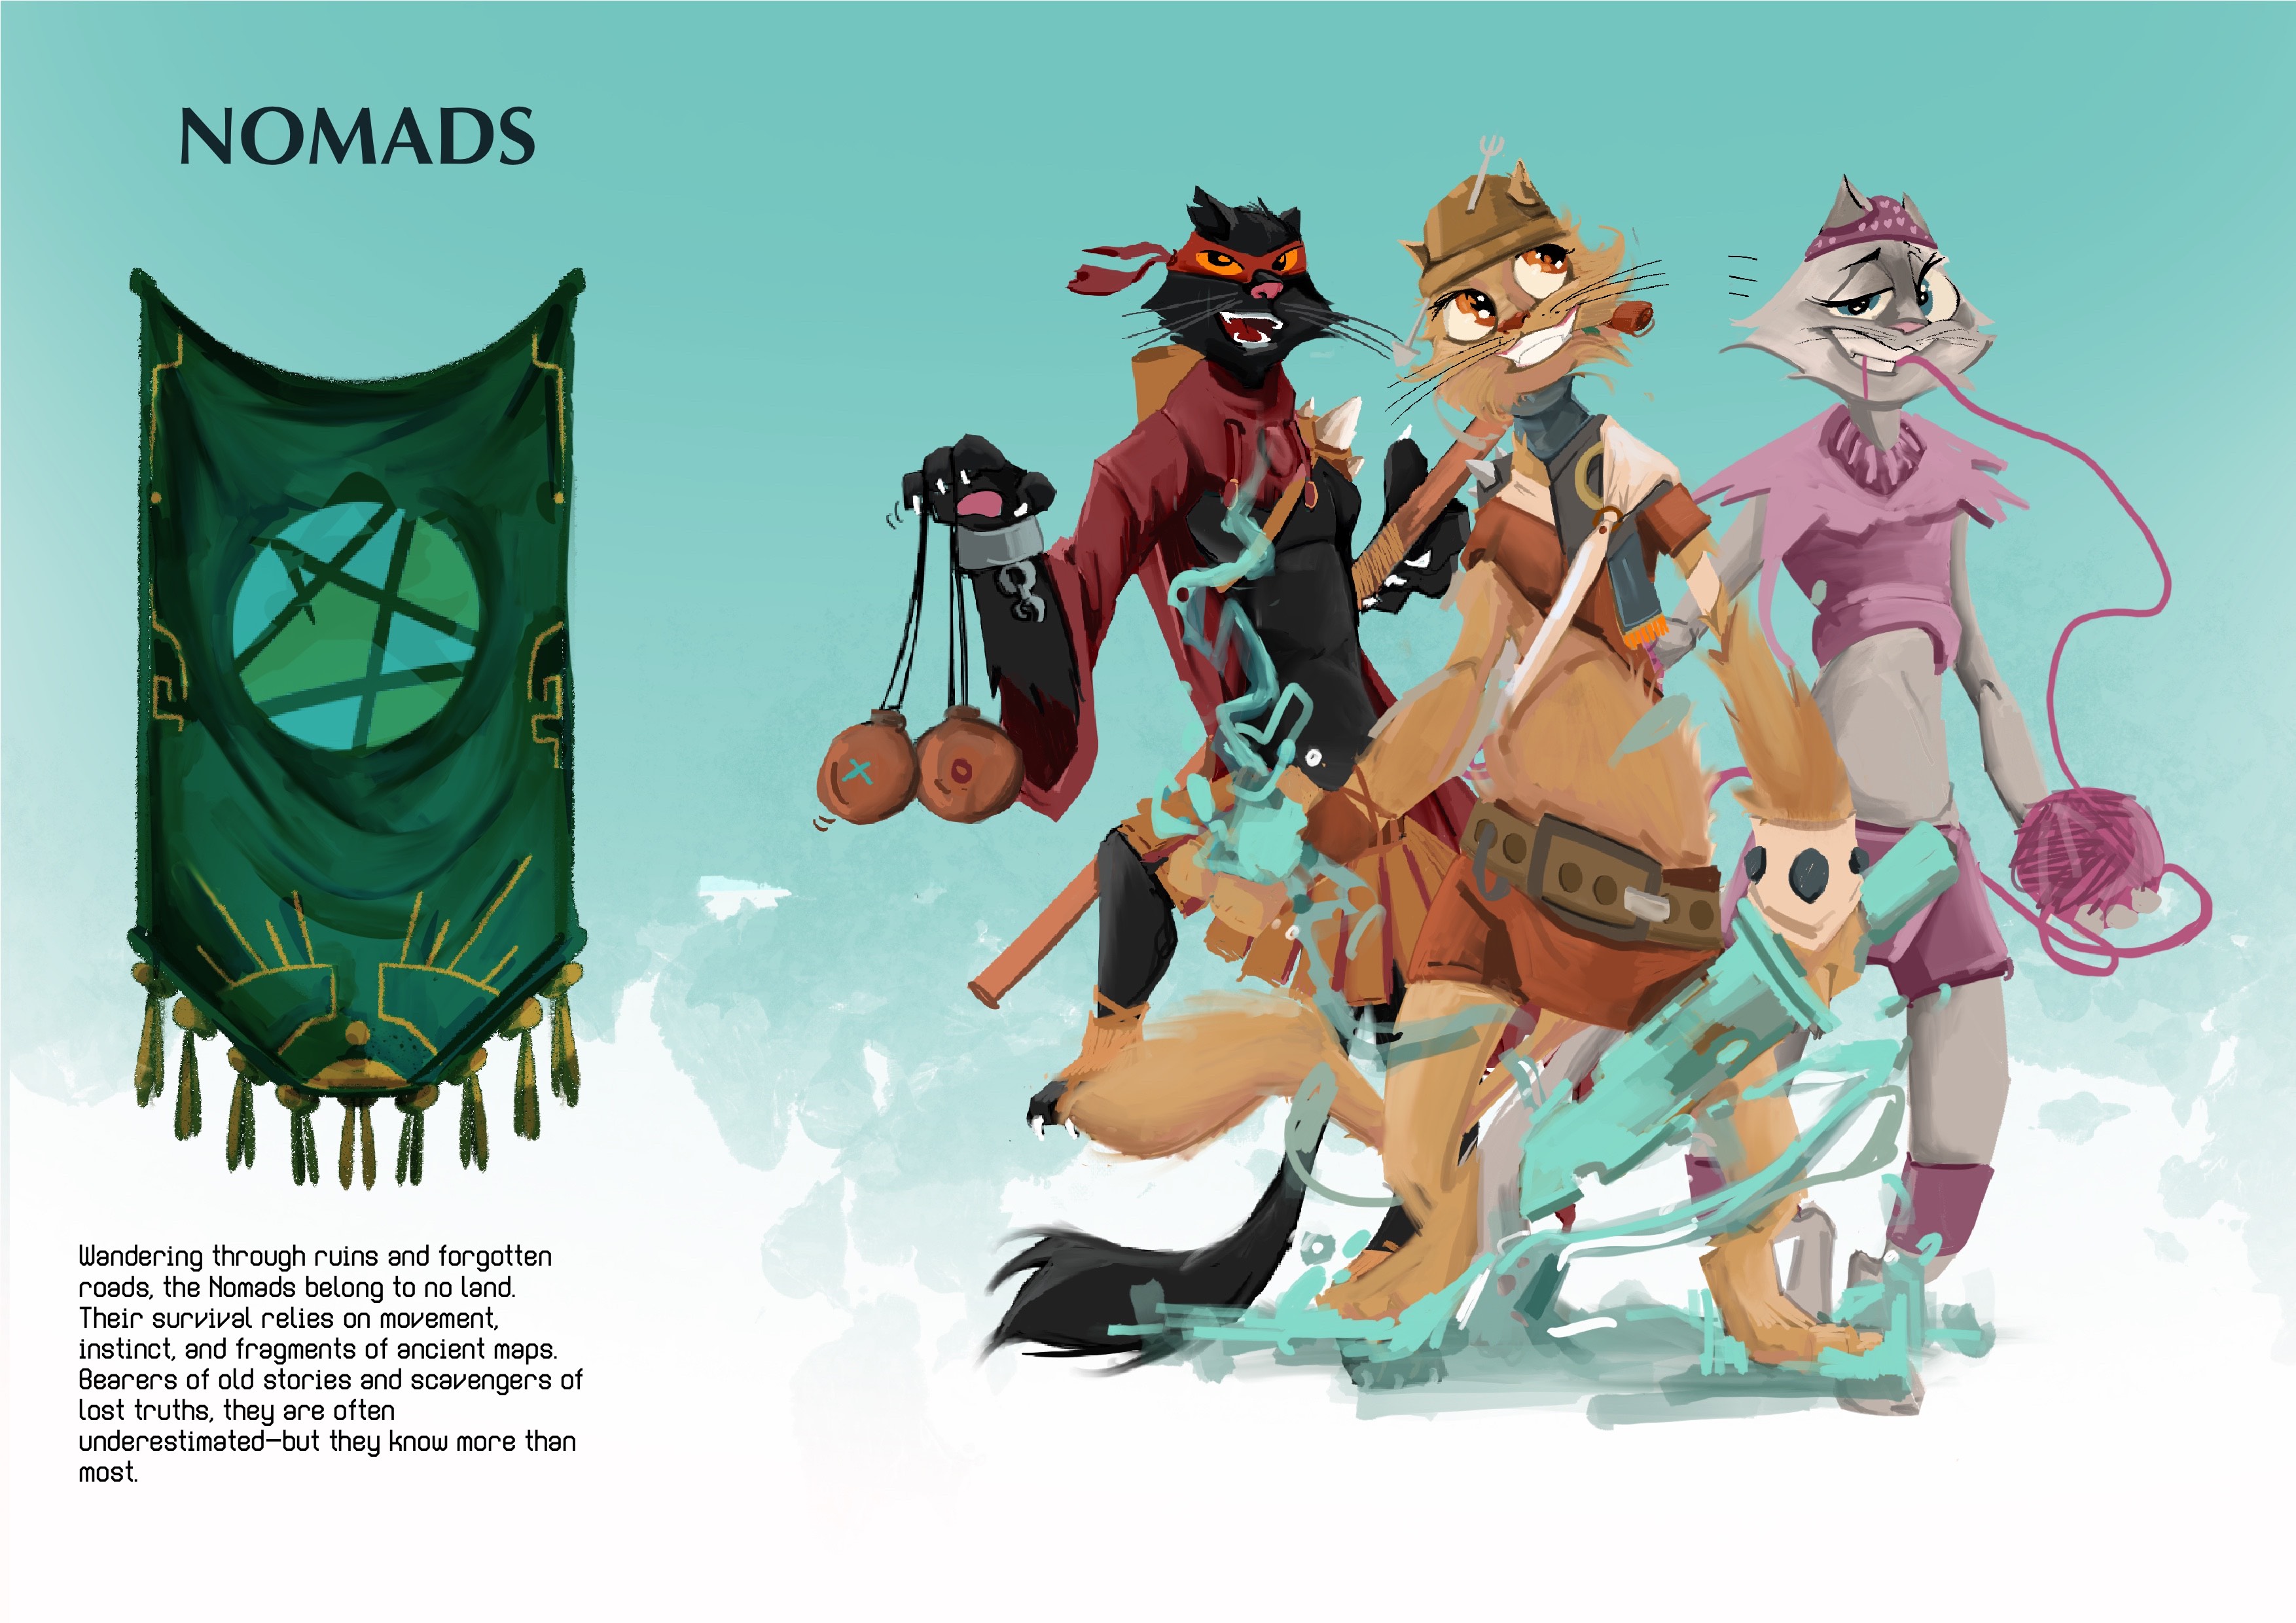 NOMADS
Wandering through ruins and forgotten
roads, the Nomads belong to no land.
Their survival relies on movement,
instinct, and fragments of ancient maps.
Bearers of old stories and scavengers of
lost truths, they are often
underestimated—but they know more than
most.